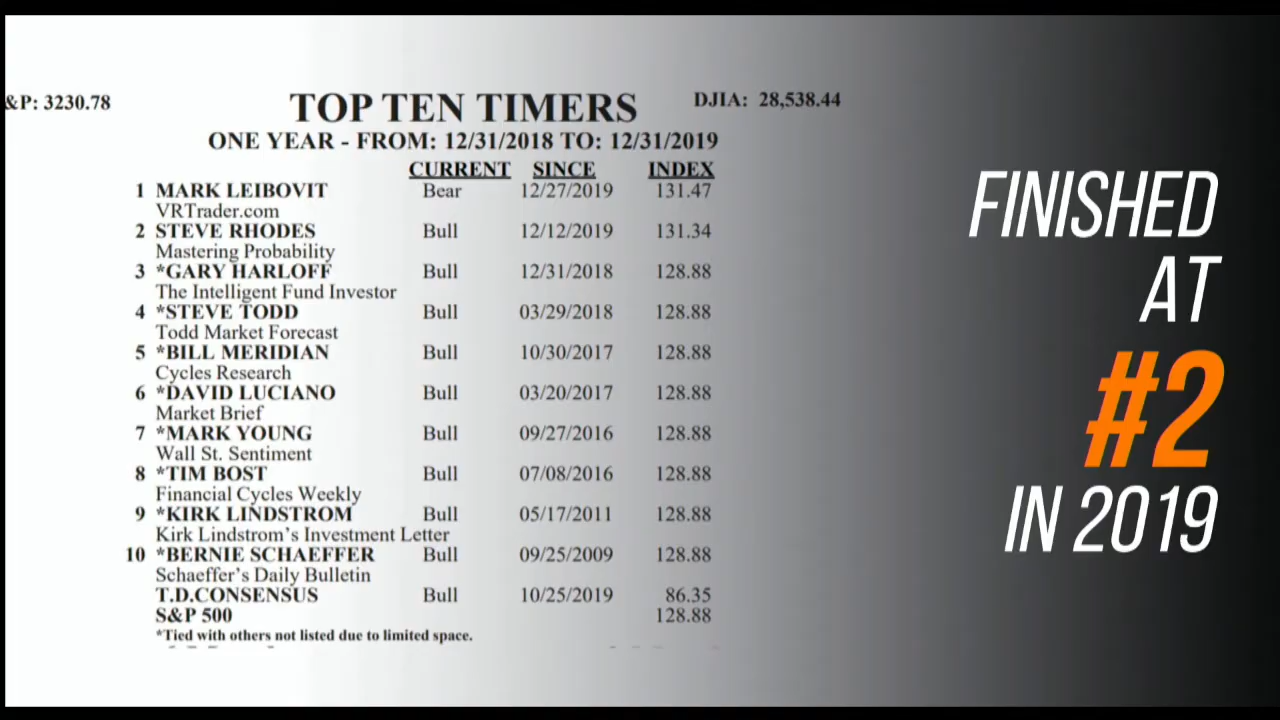 &P: 3230.78
TOP TEN TIMERS
DJIA: 28,538.44
ONE YEAR - FROM: 12/31/2018 TO: 12/31/2019
CURRENT SINCE INDEX
1 MARK LEIBOVIT Bear 12/27/2019 131.47
VRTrader.com
2 STEVE RHODES Bull 12/12/2019 131.34
Mastering Probability
3 *GARY HARLOFF Bull 12/31/2018 128.88
The Intelligent Fund Investor
4 *STEVE TODD Bull 03/29/2018 128.88
Todd Market Forecast
5 *BILL MERIDIAN Bull 10/30/2017 128.88
Cycles Research
6 *DAVID LUCIANO Bull 03/20/2017 128.88
Market Brief
7 *MARK YOUNG Bull 09/27/2016 128.88
Wall St. Sentiment
8 *TIM BOST Bull 07/08/2016 128.88
Financial Cycles Weekly
9 *KIRK LINDSTROM Bull 05/17/2011 128.88
Kirk Lindstrom's Investment Letter
10 *BERNIE SCHAEFFER Bull 09/25/2009 128.88
Schaeffer's Daily Bulletin
T.D.CONSENSUS Bull 10/25/2019 86.35
S&P 500 128.88
*Tied with others not listed due to limited space.
FINISHED
AT
#2
IN 2019